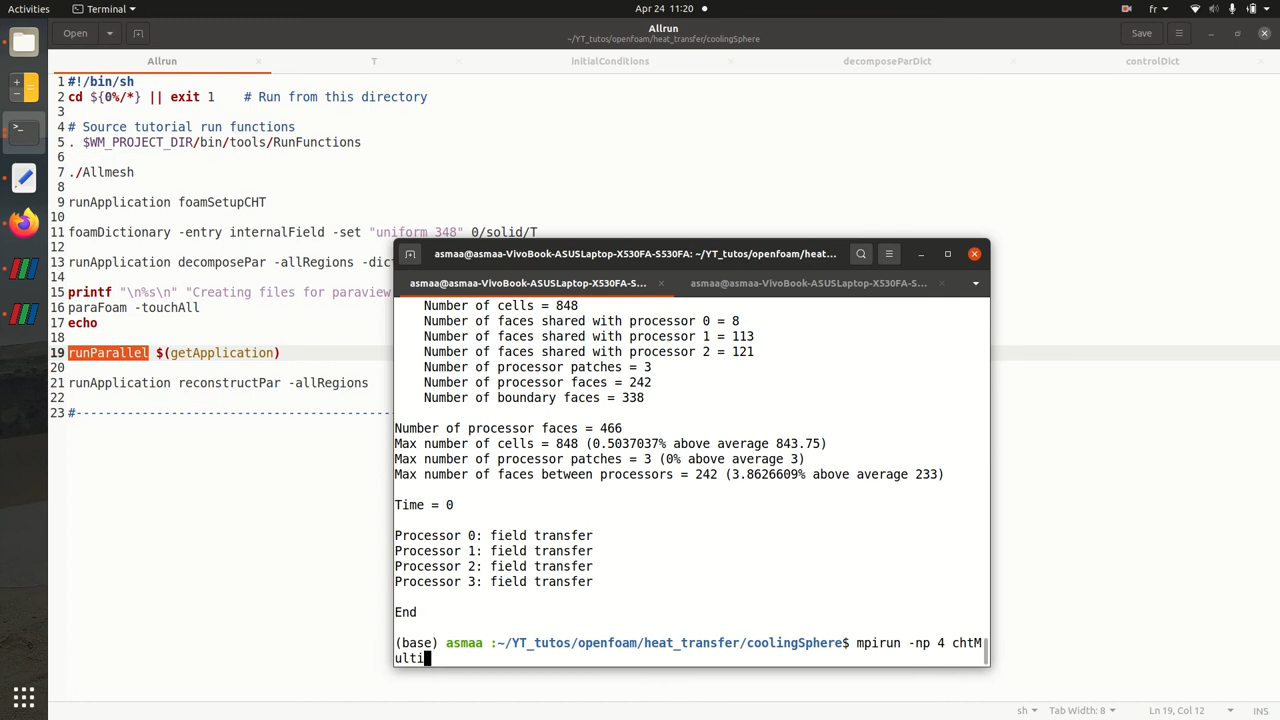 Activities
Terminal
Apr 24 11:20
fr
Open
Allrun
~/YT_tutos/openfoam/heat_transfer/coolingSphere
Save
Allrun
T
initialConditions
decomposeParDict
controlDict
1 #!/bin/sh
2 cd ${0%/*} || exit 1    # Run from this directory
3
4 # Source tutorial run functions
5 . $WM_PROJECT_DIR/bin/tools/RunFunctions
6
7 ./Allmesh
8
9 runApplication foamSetupCHT
10
11 foamDictionary -entry internalField -set "uniform 348" 0/solid/T
12
13 runApplication decomposePar -allRegions -dic
14
15 printf "\n%s\n" "Creating files for paraview
16 paraFoam -touchAll
17 echo
18
19 runParallel $(getApplication)
20
21 runApplication reconstructPar -allRegions
22
23 #------------------------------------------
asmaa@asmaa-VivoBook-ASUSLaptop-X530FA-S530FA: ~/YT_tutos/openfoam/heat...
asmaa@asmaa-VivoBook-ASUSLaptop-X530FA-S...
asmaa@asmaa-VivoBook-ASUSLaptop-X530FA-S...
Number of cells = 848
Number of faces shared with processor 0 = 8
Number of faces shared with processor 1 = 113
Number of faces shared with processor 2 = 121
Number of processor patches = 3
Number of processor faces = 242
Number of boundary faces = 338
Number of processor faces = 466
Max number of cells = 848 (0.5037037% above average 843.75)
Max number of processor patches = 3 (0% above average 3)
Max number of faces between processors = 242 (3.8626609% above average 233)
Time = 0
Processor 0: field transfer
Processor 1: field transfer
Processor 2: field transfer
Processor 3: field transfer
End
(base) asmaa :~/YT_tutos/openfoam/heat_transfer/coolingSphere$ mpirun -np 4 chtM
ulti
sh
Tab Width: 8
Ln 19, Col 12
INS